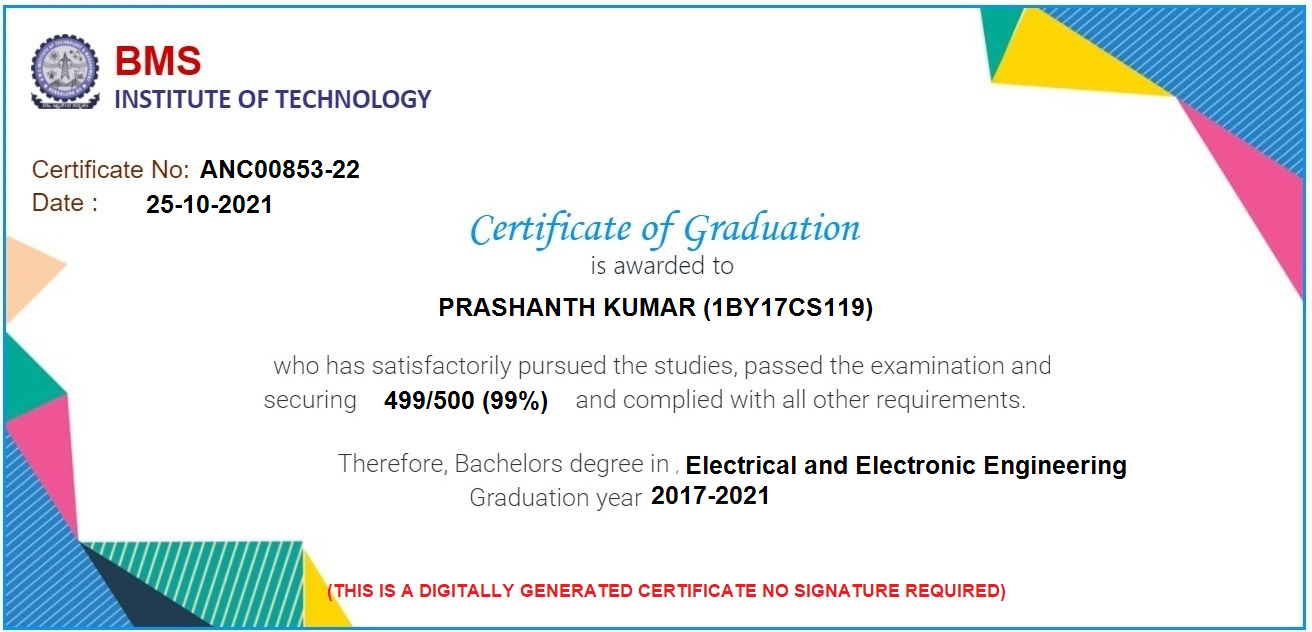 BMS
INSTITUTE OF TECHNOLOGY
Certificate No: ANC00853-22
Date : 25-10-2021
Certificate of Graduation
is awarded to
PRASHANTH KUMAR (1BY17CS119)
who has satisfactorily pursued the studies, passed the examination and
securing 499/500 (99%) and complied with all other requirements.
Therefore, Bachelors degree in . Electrical and Electronic Engineering
Graduation year 2017-2021
(THIS IS A DIGITALLY GENERATED CERTIFICATE NO SIGNATURE REQUIRED)